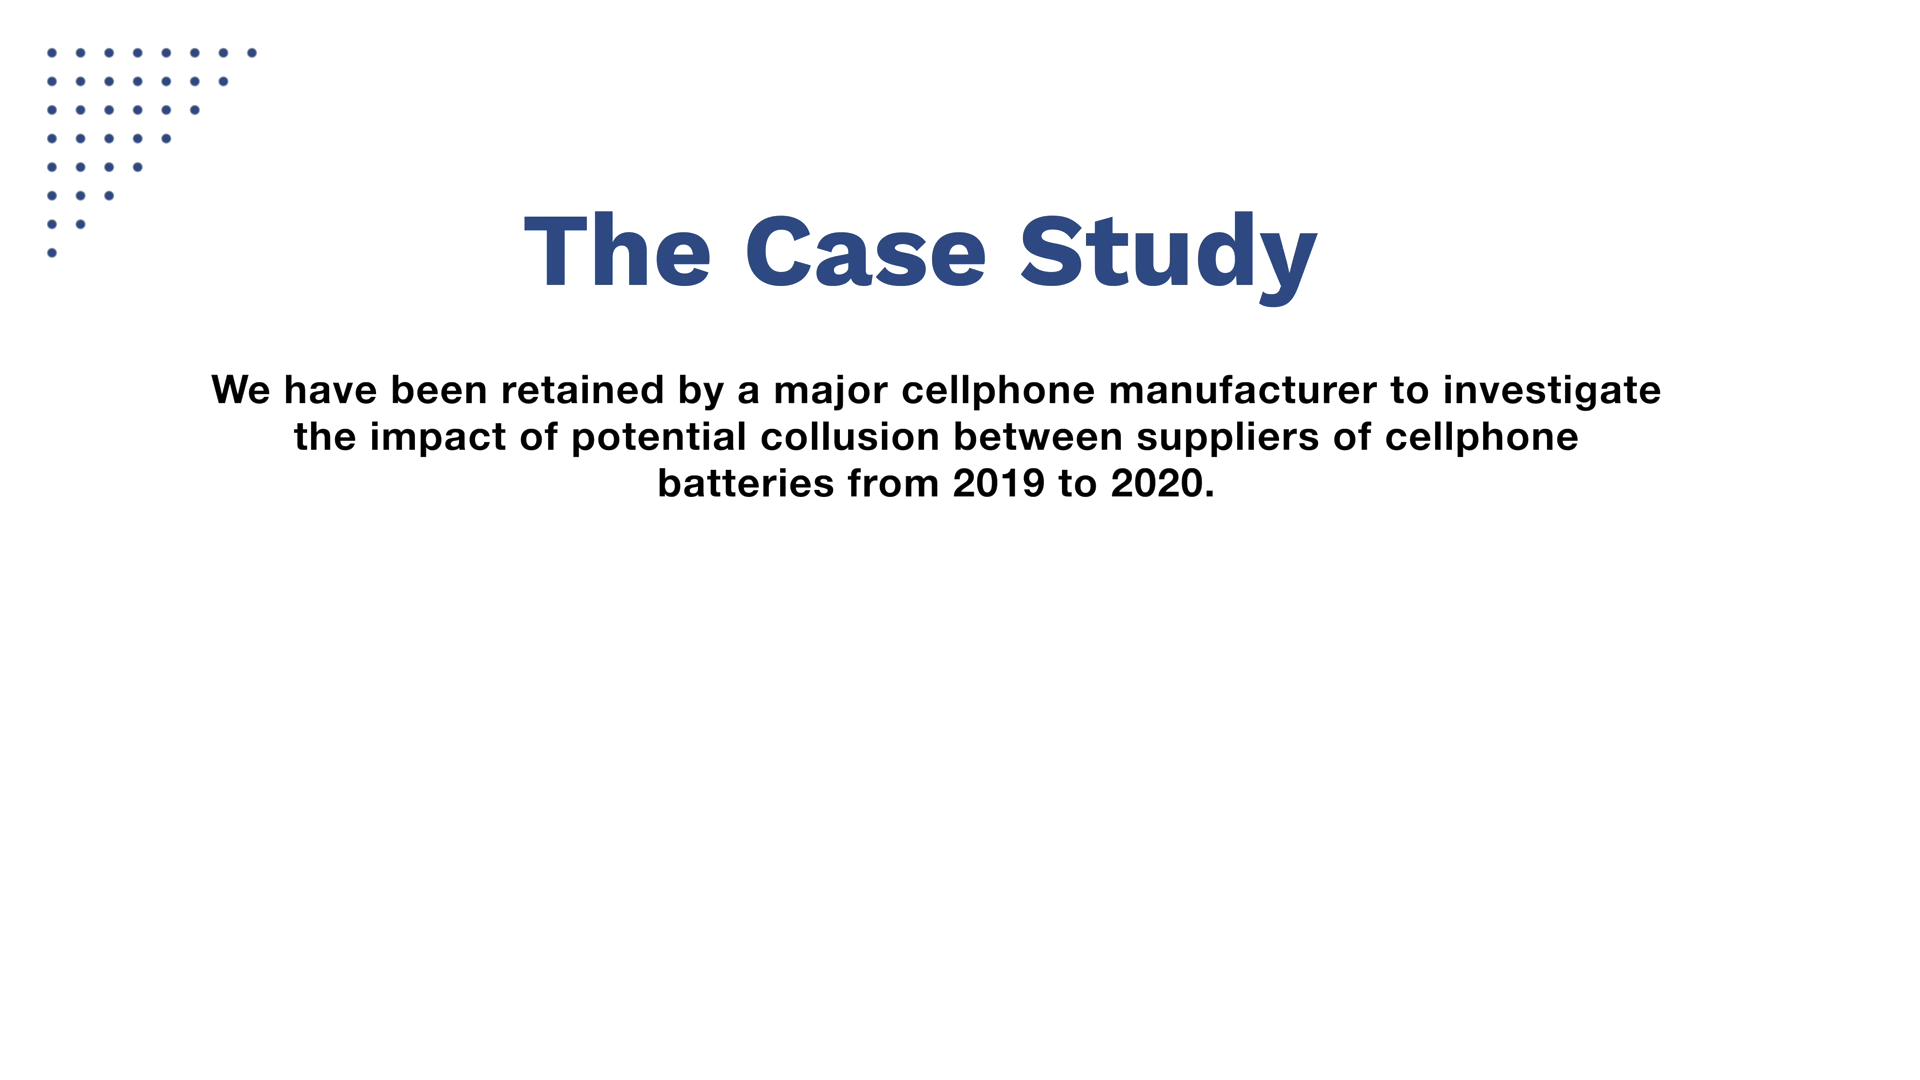 The Case Study
We have been retained by a major cellphone manufacturer to investigate
the impact of potential collusion between suppliers of cellphone
batteries from 2019 to 2020.